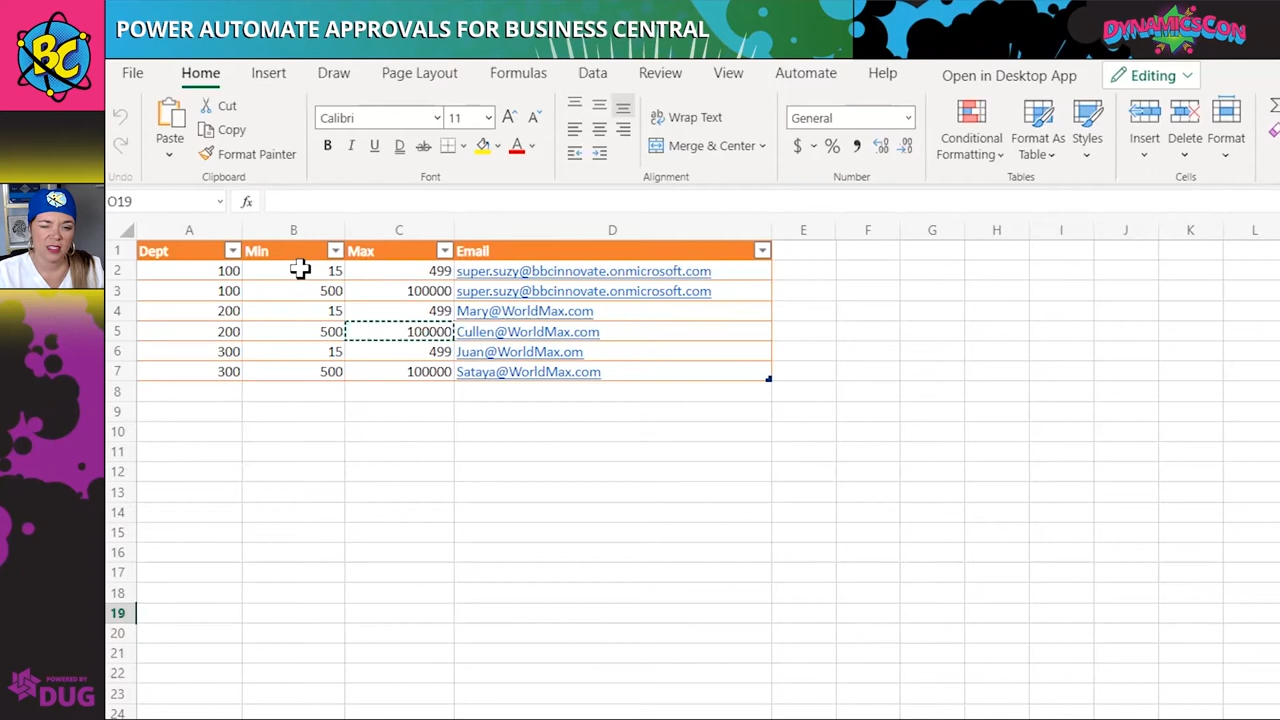 POWER AUTOMATE APPROVALS FOR BUSINESS CENTRAL
BC
DYNAMICSCON
File Home Insert Draw Page Layout Formulas Data Review View Automate Help Open in Desktop App Editing
Undo
Paste
Cut
Copy
Format Painter
Clipboard
Calibri 11 A A
B I U D ab A
Font
Wrap Text
Merge & Center
Alignment
General
$ % 9
Number
Conditional Formatting
Format As Table
Styles
Tables
Insert Delete Format
Cells
O19 fx
A B C D E F G H I J K L
1 Dept Min Max Email
2 100 15 499 super.suzy@bbcinnovate.onmicrosoft.com
3 100 500 100000 super.suzy@bbcinnovate.onmicrosoft.com
4 200 15 499 Mary@WorldMax.com
5 200 500 100000 Cullen@WorldMax.com
6 300 15 499 Juan@WorldMax.om
7 300 500 100000 Sataya@WorldMax.com
8
9
10
11
12
13
14
15
16
17
18
19
20
21
22
23
24
POWERED BY
DUG